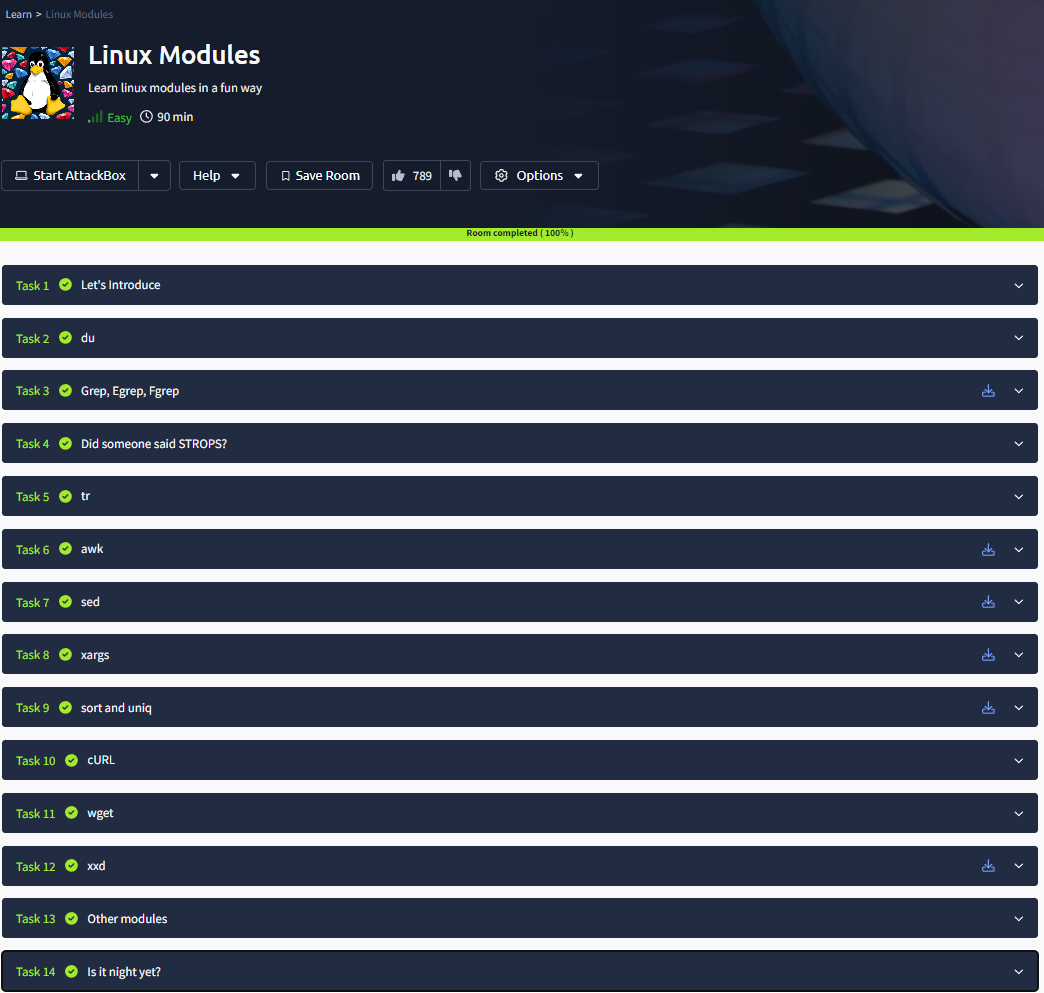 Learn > Linux Modules
Linux Modules
Learn linux modules in a fun way
Easy 90 min
Start AttackBox Help Save Room 789 Options
Room completed ( 100% )
Task 1 Let's Introduce
Task 2 du
Task 3 Grep, Egrep, Fgrep
Task 4 Did someone said STROPS?
Task 5 tr
Task 6 awk
Task 7 sed
Task 8 xargs
Task 9 sort and uniq
Task 10 cURL
Task 11 wget
Task 12 xxd
Task 13 Other modules
Task 14 Is it night yet?